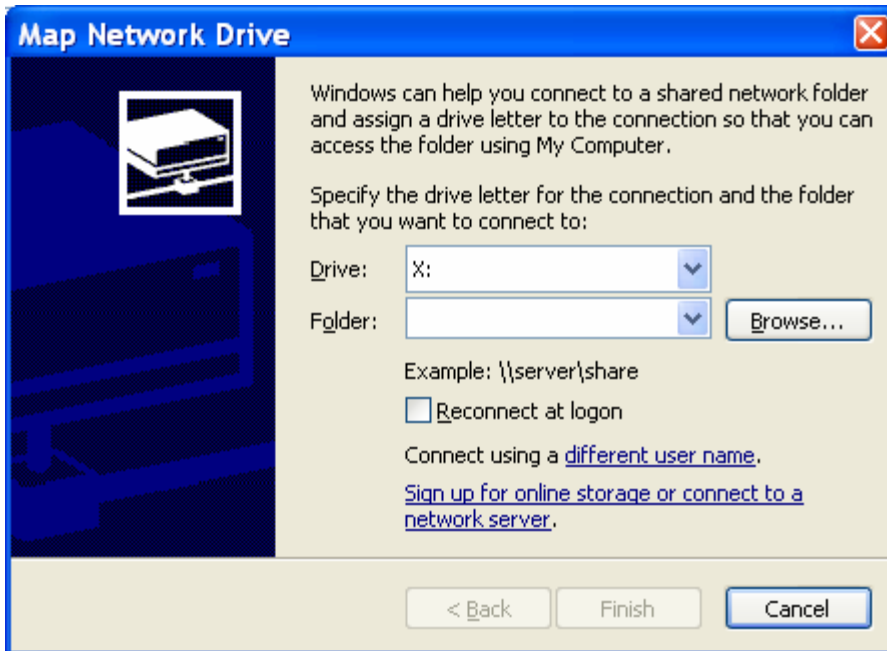 Map Network Drive
Windows can help you connect to a shared network folder
and assign a drive letter to the connection so that you can
access the folder using My Computer.
Specify the drive letter for the connection and the folder
that you want to connect to:
Drive: X:
Folder: Browse...
Example: \\server\share
Reconnect at logon
Connect using a different user name.
Sign up for online storage or connect to a
network server.
< Back Finish Cancel